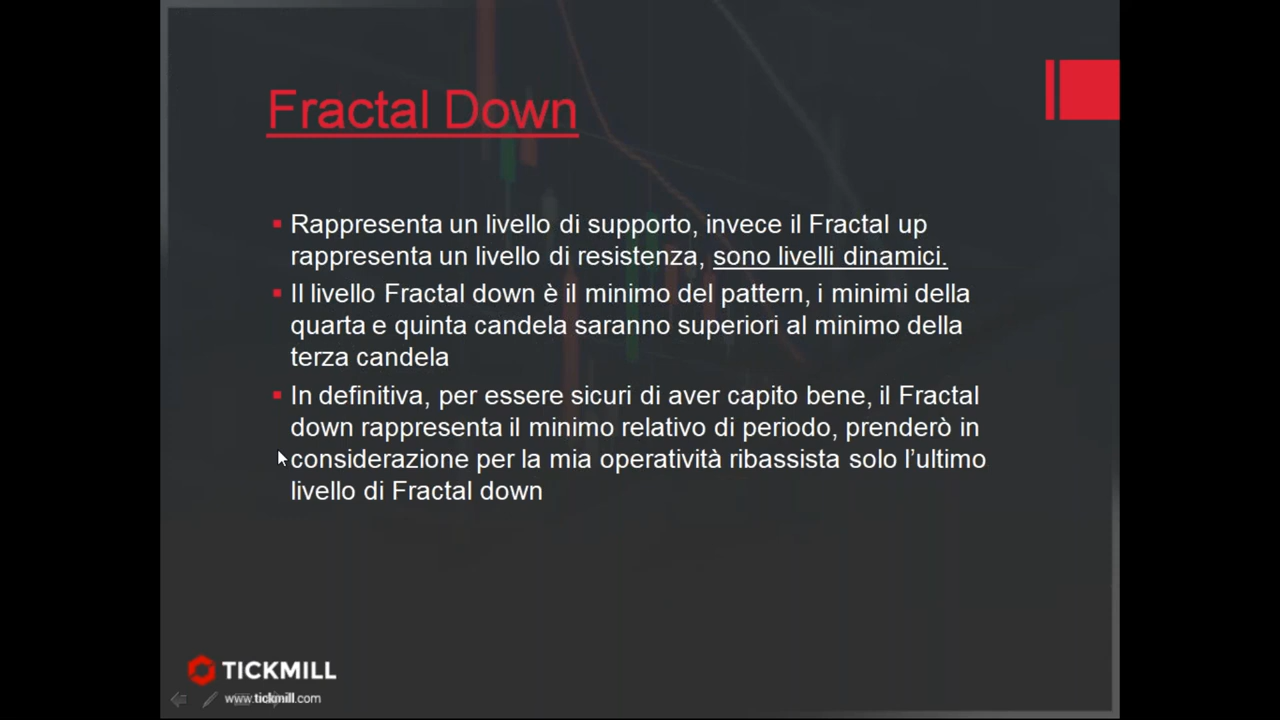 Fractal Down
Rappresenta un livello di supporto, invece il Fractal up
rappresenta un livello di resistenza, sono livelli dinamici.
Il livello Fractal down è il minimo del pattern, i minimi della
quarta e quinta candela saranno superiori al minimo della
terza candela
In definitiva, per essere sicuri di aver capito bene, il Fractal
down rappresenta il minimo relativo di periodo, prenderò in
considerazione per la mia operatività ribassista solo l’ultimo
livello di Fractal down
TICKMILL
www.tickmill.com